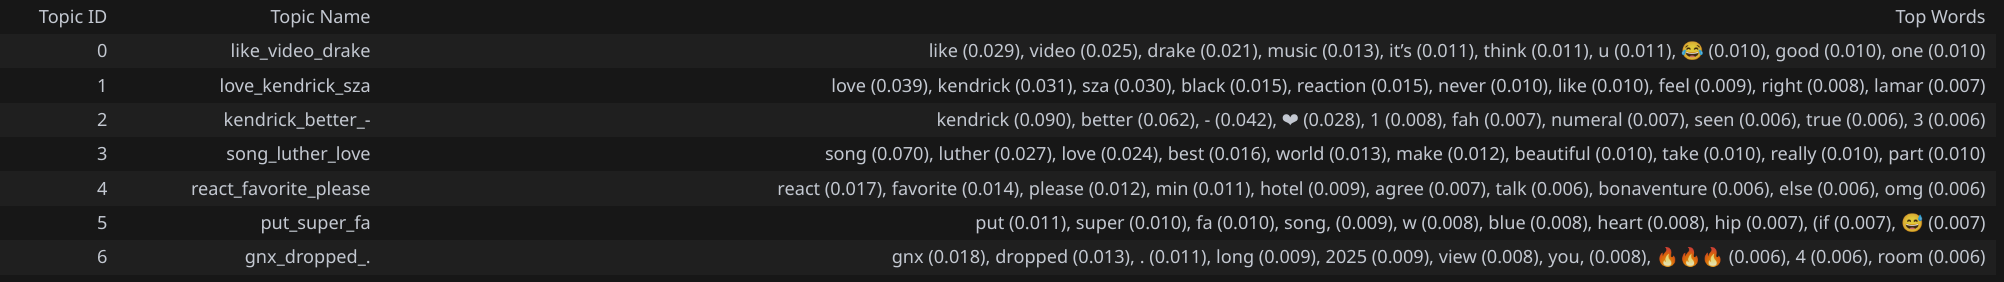 Topic ID Topic Name Top Words
0 like_video_drake like (0.029), video (0.025), drake (0.021), music (0.013), it’s (0.011), think (0.011), u (0.011), 😂 (0.010), good (0.010), one (0.010)
1 love_kendrick_sza love (0.039), kendrick (0.031), sza (0.030), black (0.015), reaction (0.015), never (0.010), like (0.010), feel (0.009), right (0.008), lamar (0.007)
2 kendrick_better_- kendrick (0.090), better (0.062), - (0.042), ❤ (0.028), 1 (0.008), fah (0.007), numeral (0.007), seen (0.006), true (0.006), 3 (0.006)
3 song_luther_love song (0.070), luther (0.027), love (0.024), best (0.016), world (0.013), make (0.012), beautiful (0.010), take (0.010), really (0.010), part (0.010)
4 react_favorite_please react (0.017), favorite (0.014), please (0.012), min (0.011), hotel (0.009), agree (0.007), talk (0.006), bonaventure (0.006), else (0.006), omg (0.006)
5 put_super_fa put (0.011), super (0.010), fa (0.010), song, (0.009), w (0.008), blue (0.008), heart (0.008), hip (0.007), (if (0.007), 😅 (0.007)
6 gnx_dropped_. gnx (0.018), dropped (0.013), . (0.011), long (0.009), 2025 (0.009), view (0.008), you, (0.008), 🔥🔥🔥 (0.006), 4 (0.006), room (0.006)